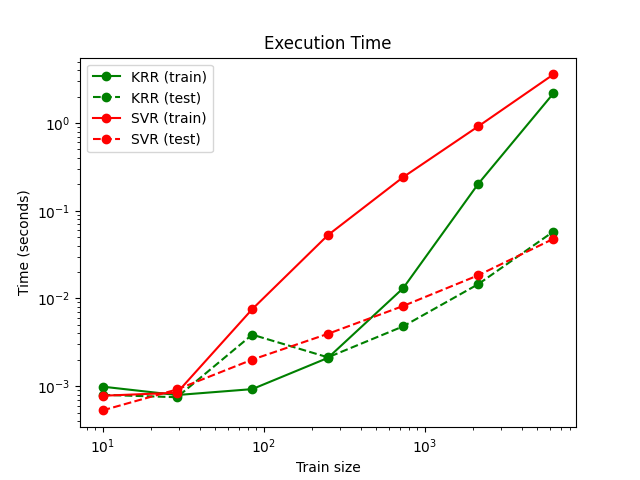 Execution Time
KRR (train)
KRR (test)
SVR (train)
SVR (test)
Time (seconds)
10⁰
10⁻¹
10⁻²
10⁻³
10¹
10²
10³
Train size